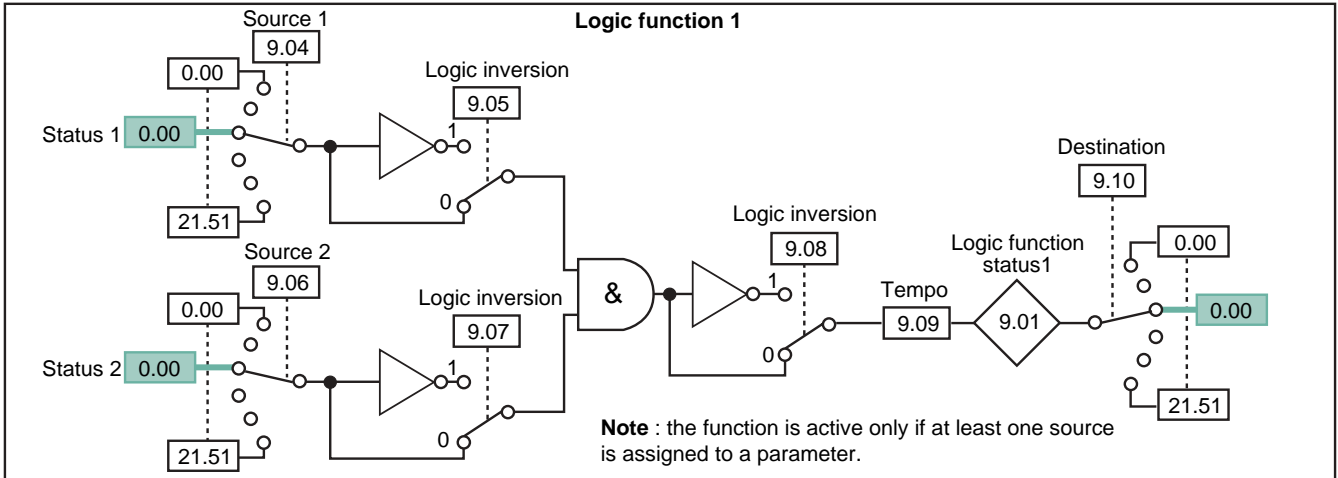 Logic function 1
Source 1
9.04
0.00
Logic inversion
9.05
1
Status 1 0.00
0
21.51
Source 2
9.06
0.00
Logic inversion
9.07
1
Status 2 0.00
0
21.51
&
Logic inversion
9.08
1
0
Tempo
9.09
Logic function
status1
9.01
Destination
9.10
0.00
0.00
21.51
Note : the function is active only if at least one source
is assigned to a parameter.